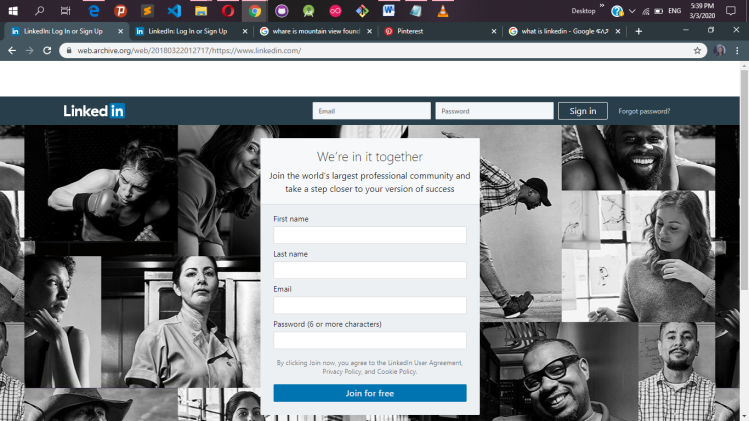 Desktop
ENG
5:39 PM
3/3/2020
LinkedIn: Log In or Sign Up
LinkedIn: Log In or Sign Up
whare is mountain view found
Pinterest
what is linkedin - Google
web.archive.org/web/20180322012717/https://www.linkedin.com/
Linked in
Email
Password
Sign in
Forgot password?
We're in it together
Join the world's largest professional community and
take a step closer to your version of success
First name
Last name
Email
Password (6 or more characters)
By clicking Join now, you agree to the LinkedIn User Agreement,
Privacy Policy, and Cookie Policy.
Join for free